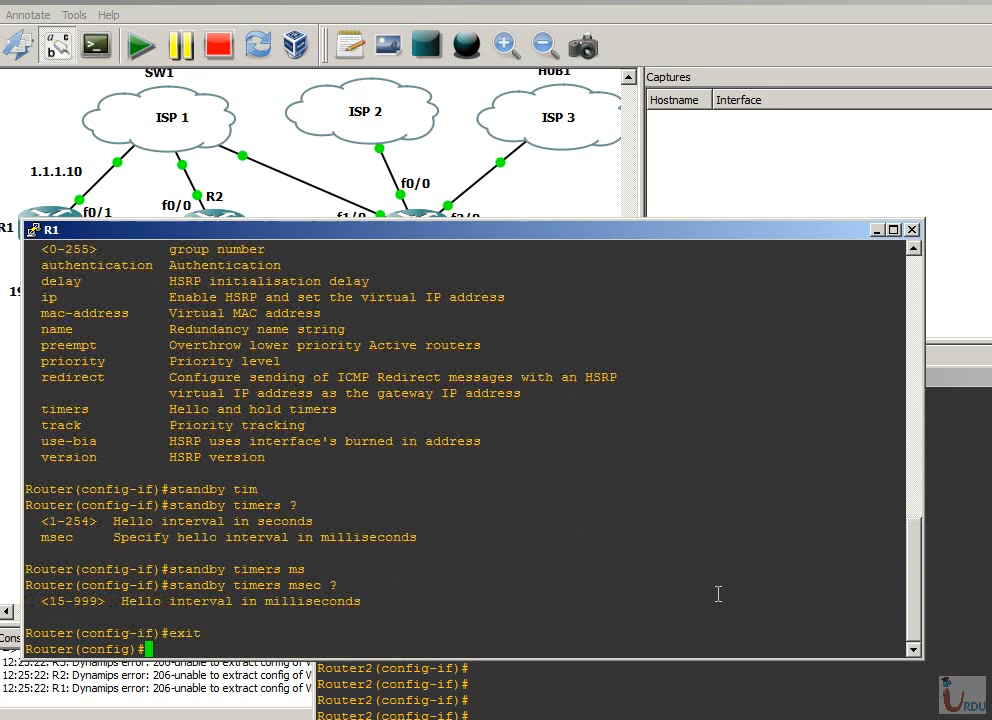 Annotate Tools Help
SW1
HUB1
Captures
Hostname Interface
ISP 1
ISP 2
ISP 3
1.1.1.10
f0/0
f0/0
R2
f0/1
f1/0
R1
R1
<0-255> group number
authentication Authentication
delay HSRP initialisation delay
ip Enable HSRP and set the virtual IP address
mac-address Virtual MAC address
name Redundancy name string
preempt Overthrow lower priority Active routers
priority Priority level
redirect Configure sending of ICMP Redirect messages with an HSRP
virtual IP address as the gateway IP address
timers Hello and hold timers
track Priority tracking
use-bia HSRP uses interface's burned in address
version HSRP version
Router(config-if)#standby tim
Router(config-if)#standby timers ?
<1-254> Hello interval in seconds
msec Specify hello interval in milliseconds
Router(config-if)#standby timers ms
Router(config-if)#standby timers msec ?
<15-999> Hello interval in milliseconds
Router(config-if)#exit
Router(config)#
12:25:22: R2: Dynamips error: 206-unable to extract config of V
12:25:22: R1: Dynamips error: 206-unable to extract config of V
Router2(config-if)#
Router2(config-if)#
Router2(config-if)#
Router2(config-if)#
URDU